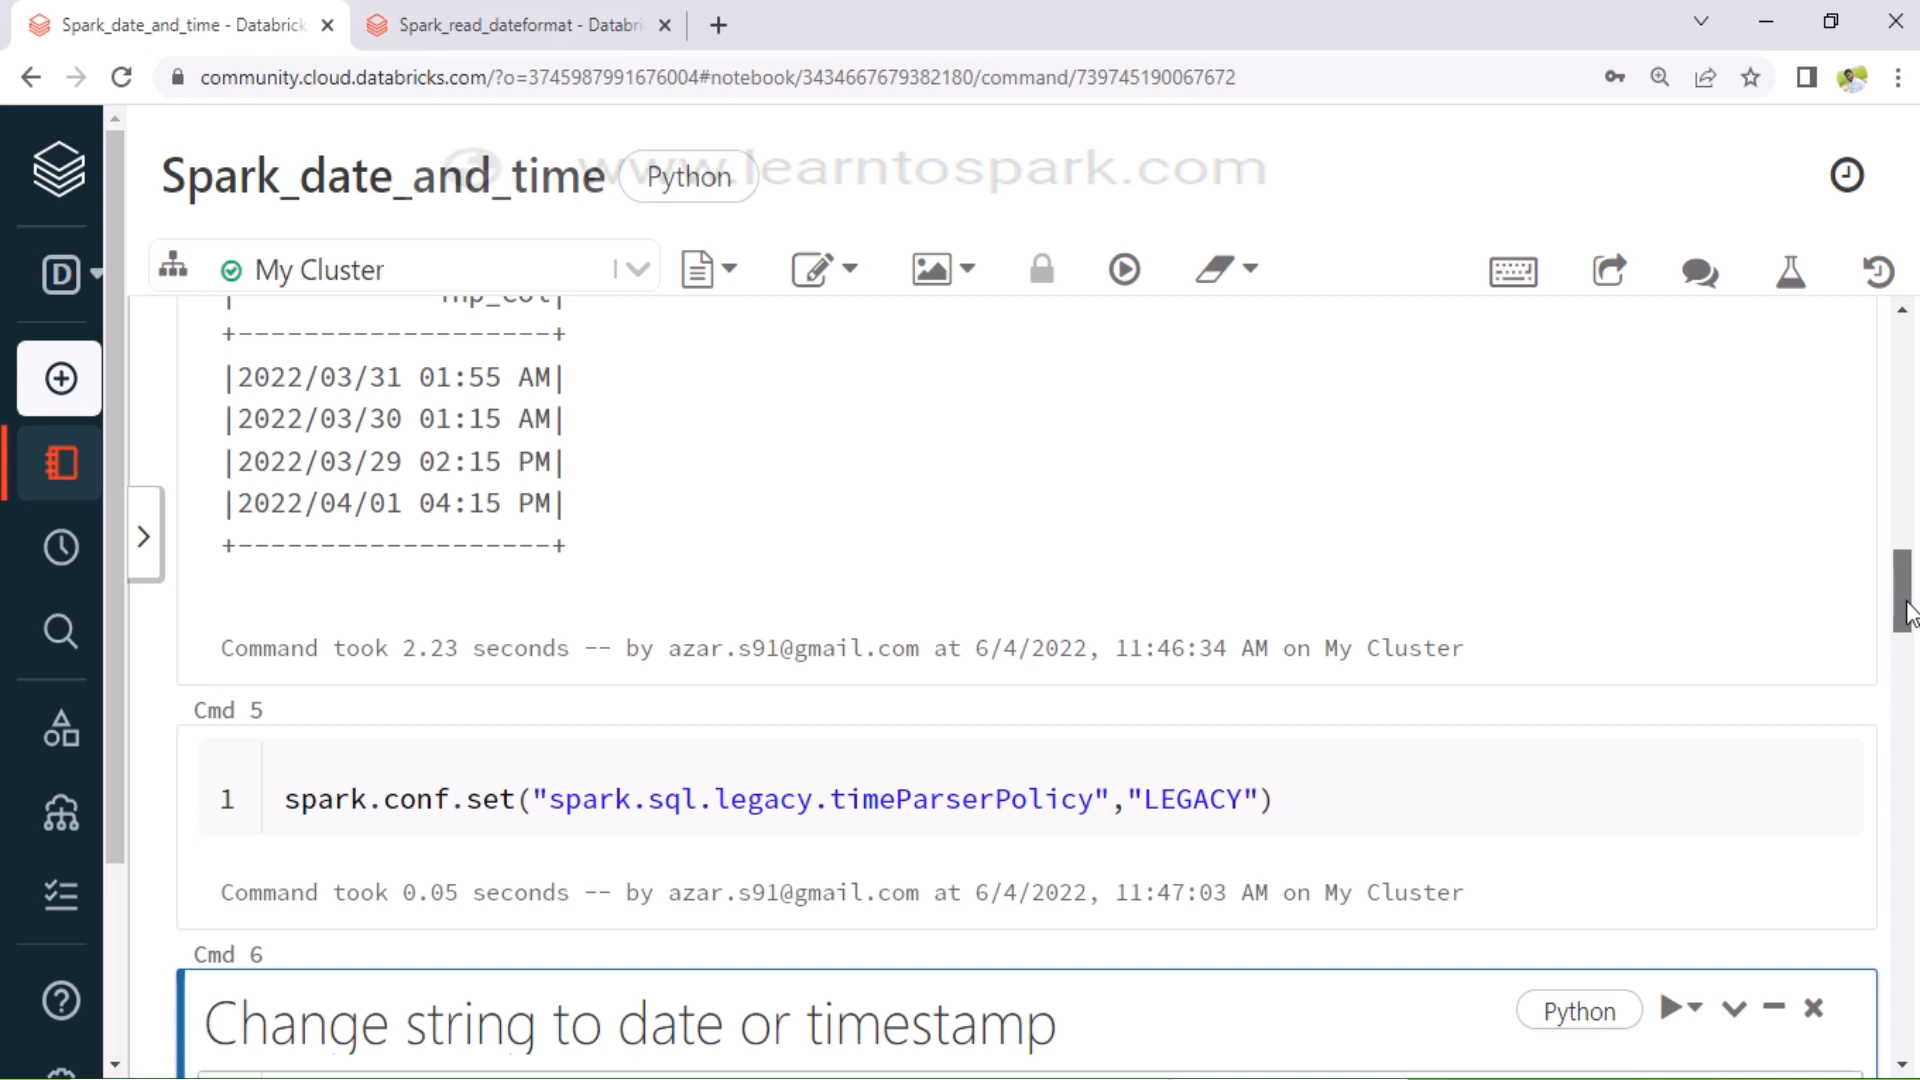 Spark_date_and_time - Databrick
Spark_read_dateformat - Databri
community.cloud.databricks.com/?o=3745987991676004#notebook/3434667679382180/command/739745190067672
www.learntospark.com
Spark_date_and_time
Python
D
My Cluster
inp_col|
+-------------------+
|2022/03/31 01:55 AM|
|2022/03/30 01:15 AM|
|2022/03/29 02:15 PM|
|2022/04/01 04:15 PM|
+-------------------+
Command took 2.23 seconds -- by azar.s91@gmail.com at 6/4/2022, 11:46:34 AM on My Cluster
Cmd 5
1 spark.conf.set("spark.sql.legacy.timeParserPolicy","LEGACY")
Command took 0.05 seconds -- by azar.s91@gmail.com at 6/4/2022, 11:47:03 AM on My Cluster
Cmd 6
Change string to date or timestamp
Python